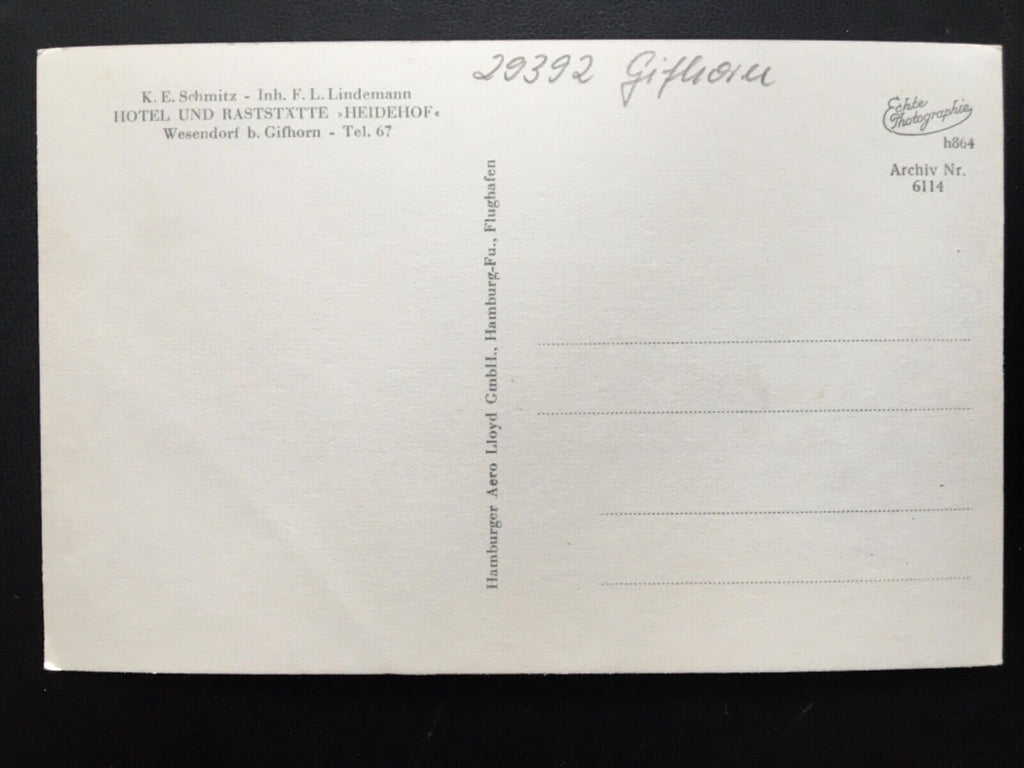 29392 Gifhorn
K. E. Schmitz - Inh. F. L. Lindemann
HOTEL UND RASTSTÄTTE »HEIDEHOF«
Wesendorf b. Gifhorn - Tel. 67
Hamburger Aero Lloyd GmbH., Hamburg-Fu., Flughafen
Echte
Photographie
h864
Archiv Nr.
6114